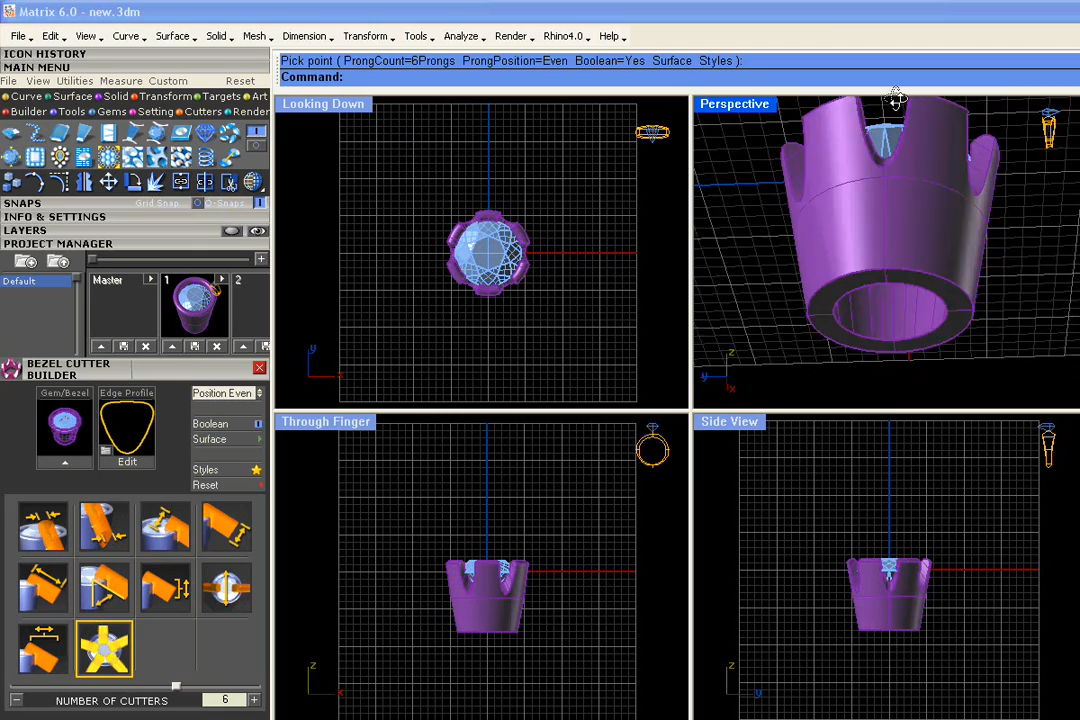 Matrix 6.0 - new.3dm
File Edit View Curve Surface Solid Mesh Dimension Transform Tools Analyze Render Rhino4.0 Help
ICON HISTORY
MAIN MENU
File View Utilities Measure Custom Reset
Curve Surface Solid Transform Targets Art
Builder Tools Gems Setting Cutters Render
SNAPS Grid Snap O-Snaps
INFO & SETTINGS
LAYERS
PROJECT MANAGER
Default
Master 1 2
BEZEL CUTTER
BUILDER
Gem/Bezel Edge Profile Position Even
Boolean
Surface
Edit
Styles
Reset
NUMBER OF CUTTERS 6
Pick point ( ProngCount=6Prongs ProngPosition=Even Boolean=Yes Surface Styles ):
Command:
Looking Down
y
x
Perspective
z
y
x
Through Finger
z
x
Side View
z
y